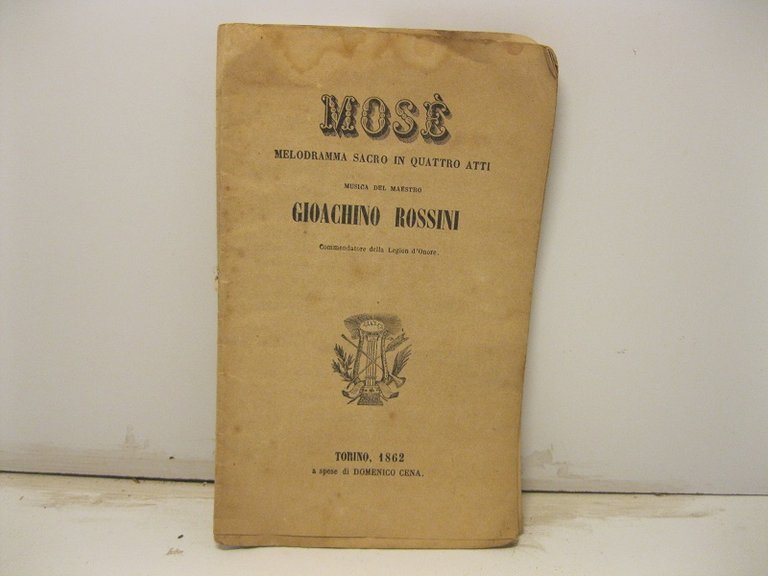 MOSÈ
MELODRAMMA SACRO IN QUATTRO ATTI
MUSICA DEL MAESTRO
GIOACHINO ROSSINI
Commendatore della Legion d'Onore.
TORINO, 1862
a spese di DOMENICO CENA.